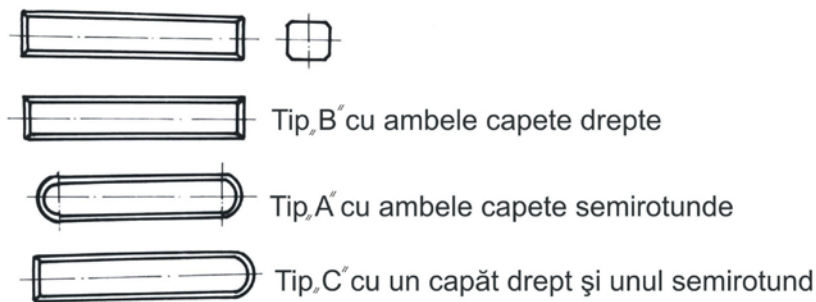 Tip„B” cu ambele capete drepte
Tip„A” cu ambele capete semirotunde
Tip„C” cu un capăt drept şi unul semirotund